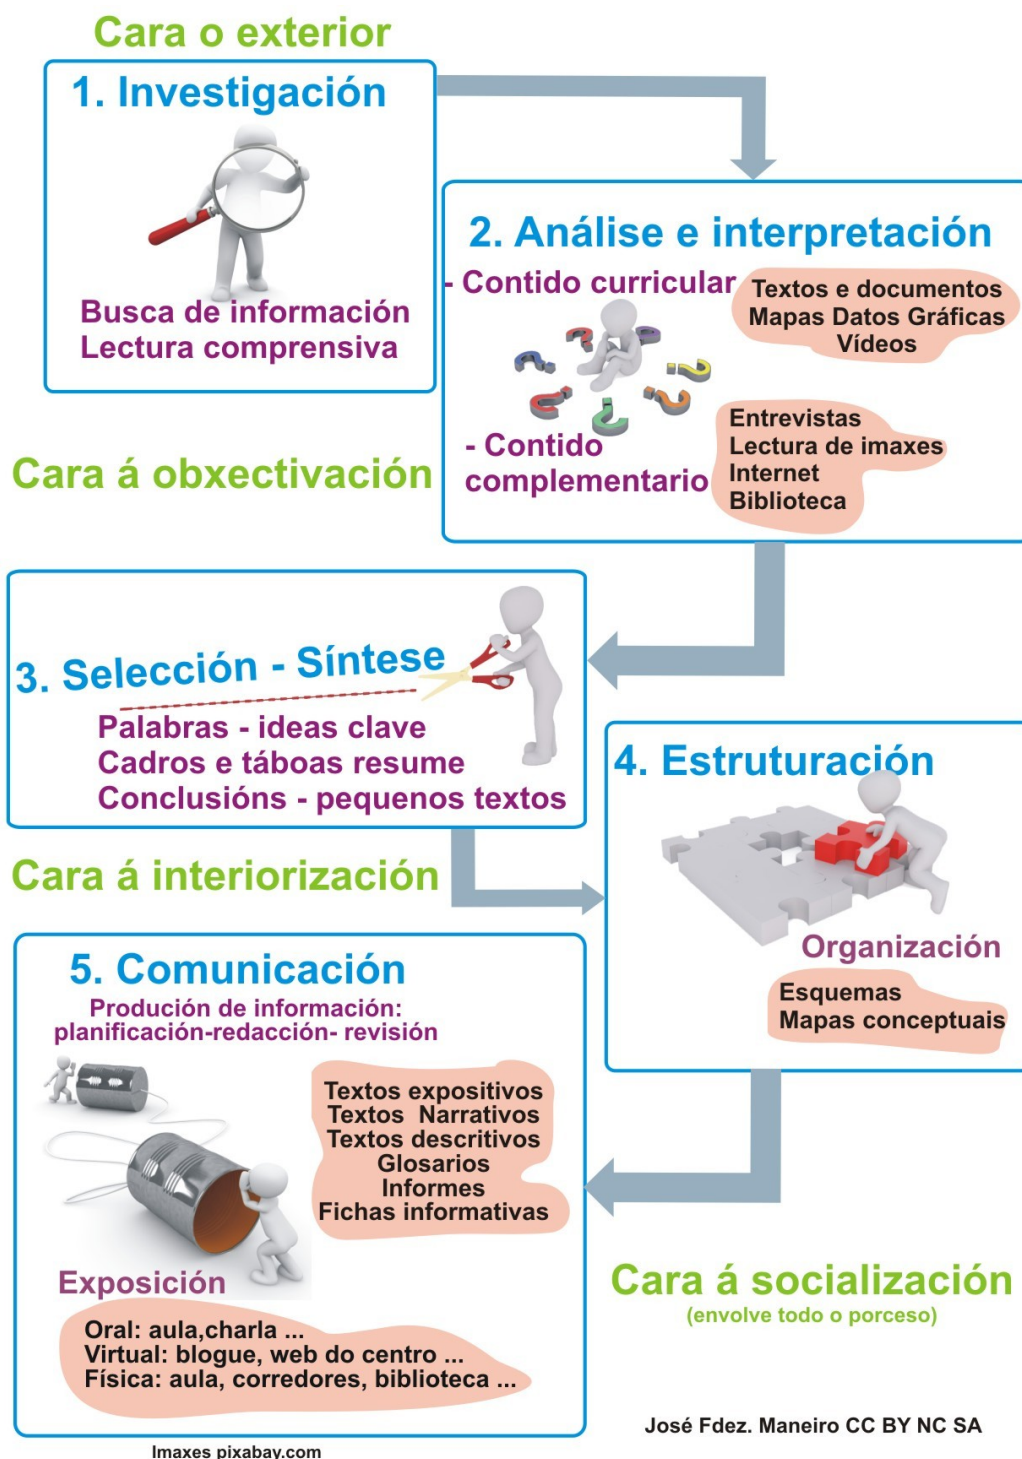 Cara o exterior
1. Investigación
Busca de información
Lectura comprensiva
2. Análise e interpretación
- Contido curricular
Textos e documentos
Mapas Datos Gráficas
Vídeos
- Contido
complementario
Entrevistas
Lectura de imaxes
Internet
Biblioteca
Cara á obxectivación
3. Selección - Síntese
Palabras - ideas clave
Cadros e táboas resume
Conclusións - pequenos textos
4. Estruturación
Organización
Esquemas
Mapas conceptuais
Cara á interiorización
5. Comunicación
Produción de información:
planificación-redacción- revisión
Textos expositivos
Textos Narrativos
Textos descritivos
Glosarios
Informes
Fichas informativas
Exposición
Oral: aula,charla ...
Virtual: blogue, web do centro ...
Física: aula, corredores, biblioteca ...
Cara á socialización
(envolve todo o porceso)
José Fdez. Maneiro CC BY NC SA
Imaxes pixabay.com